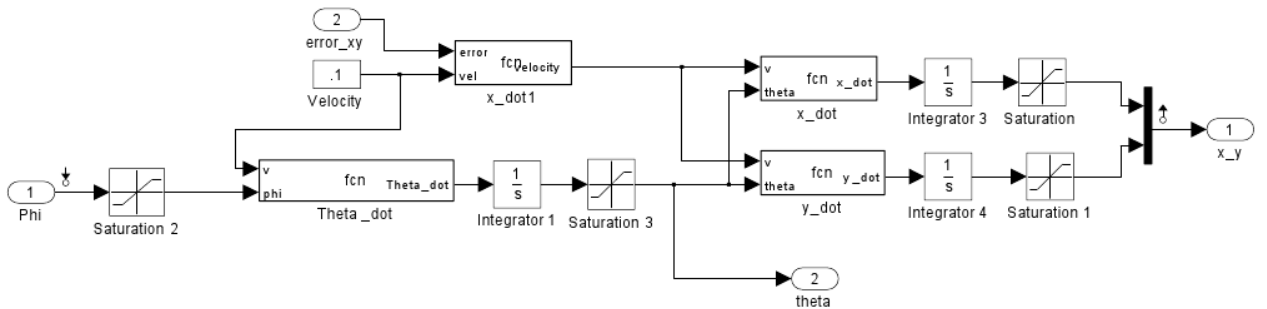 2
error_xy
error
vel
fcn
velocity
x_dot1
.1
Velocity
v
theta
fcn
x_dot
x_dot
1
s
Integrator 3
Saturation
1
x_y
1
Phi
Saturation 2
v
phi
fcn
Theta_dot
Theta _dot
1
s
Integrator 1
Saturation 3
v
theta
fcn
y_dot
y_dot
1
s
Integrator 4
Saturation 1
2
theta